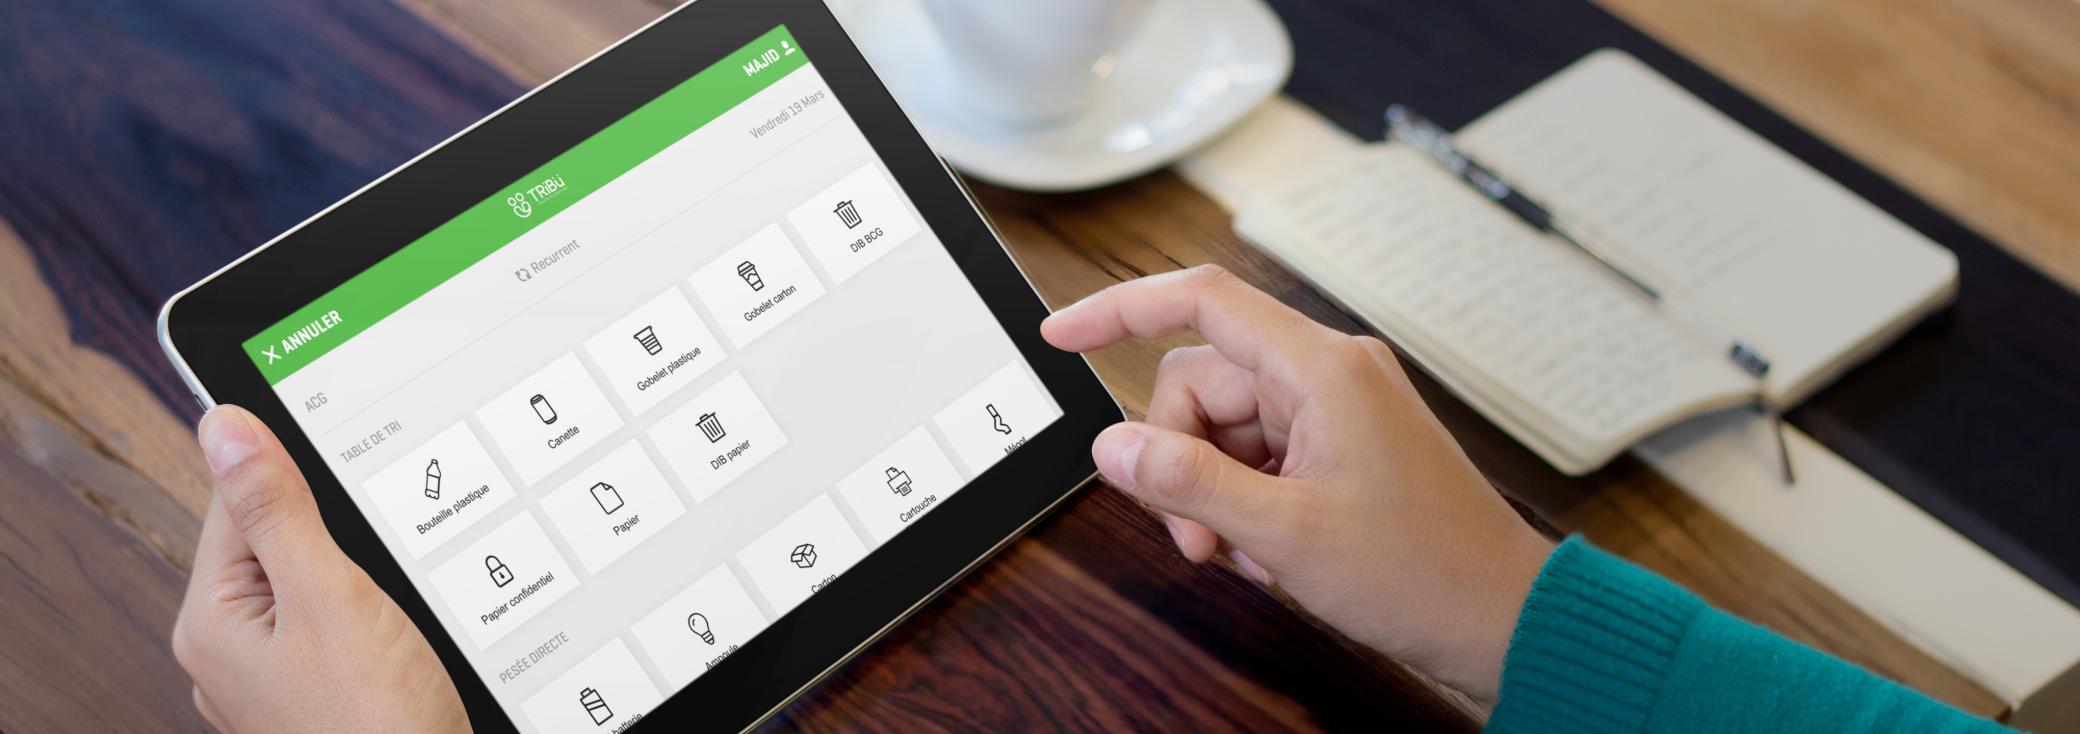 ANNULER
TRiBü
MAJID
ACG
Recurrent
Vendredi 19 Mars
TABLE DE TRI
Bouteille plastique
Canette
Gobelet plastique
Gobelet carton
DIB BCG
Papier confidentiel
Papier
DIB papier
PESÉE DIRECTE
batterie
Ampoule
Carton
Cartouche
Mégot